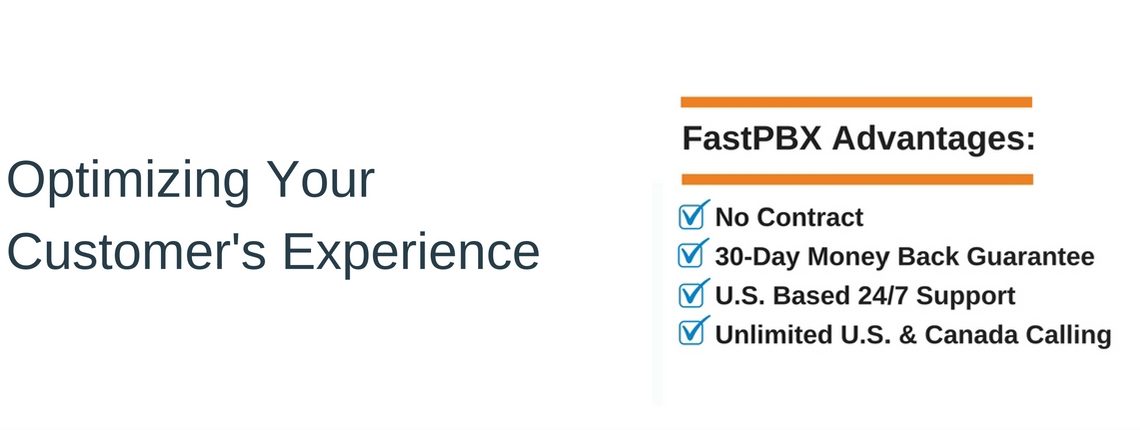 Optimizing Your
Customer's Experience
FastPBX Advantages:
No Contract
30-Day Money Back Guarantee
U.S. Based 24/7 Support
Unlimited U.S. & Canada Calling